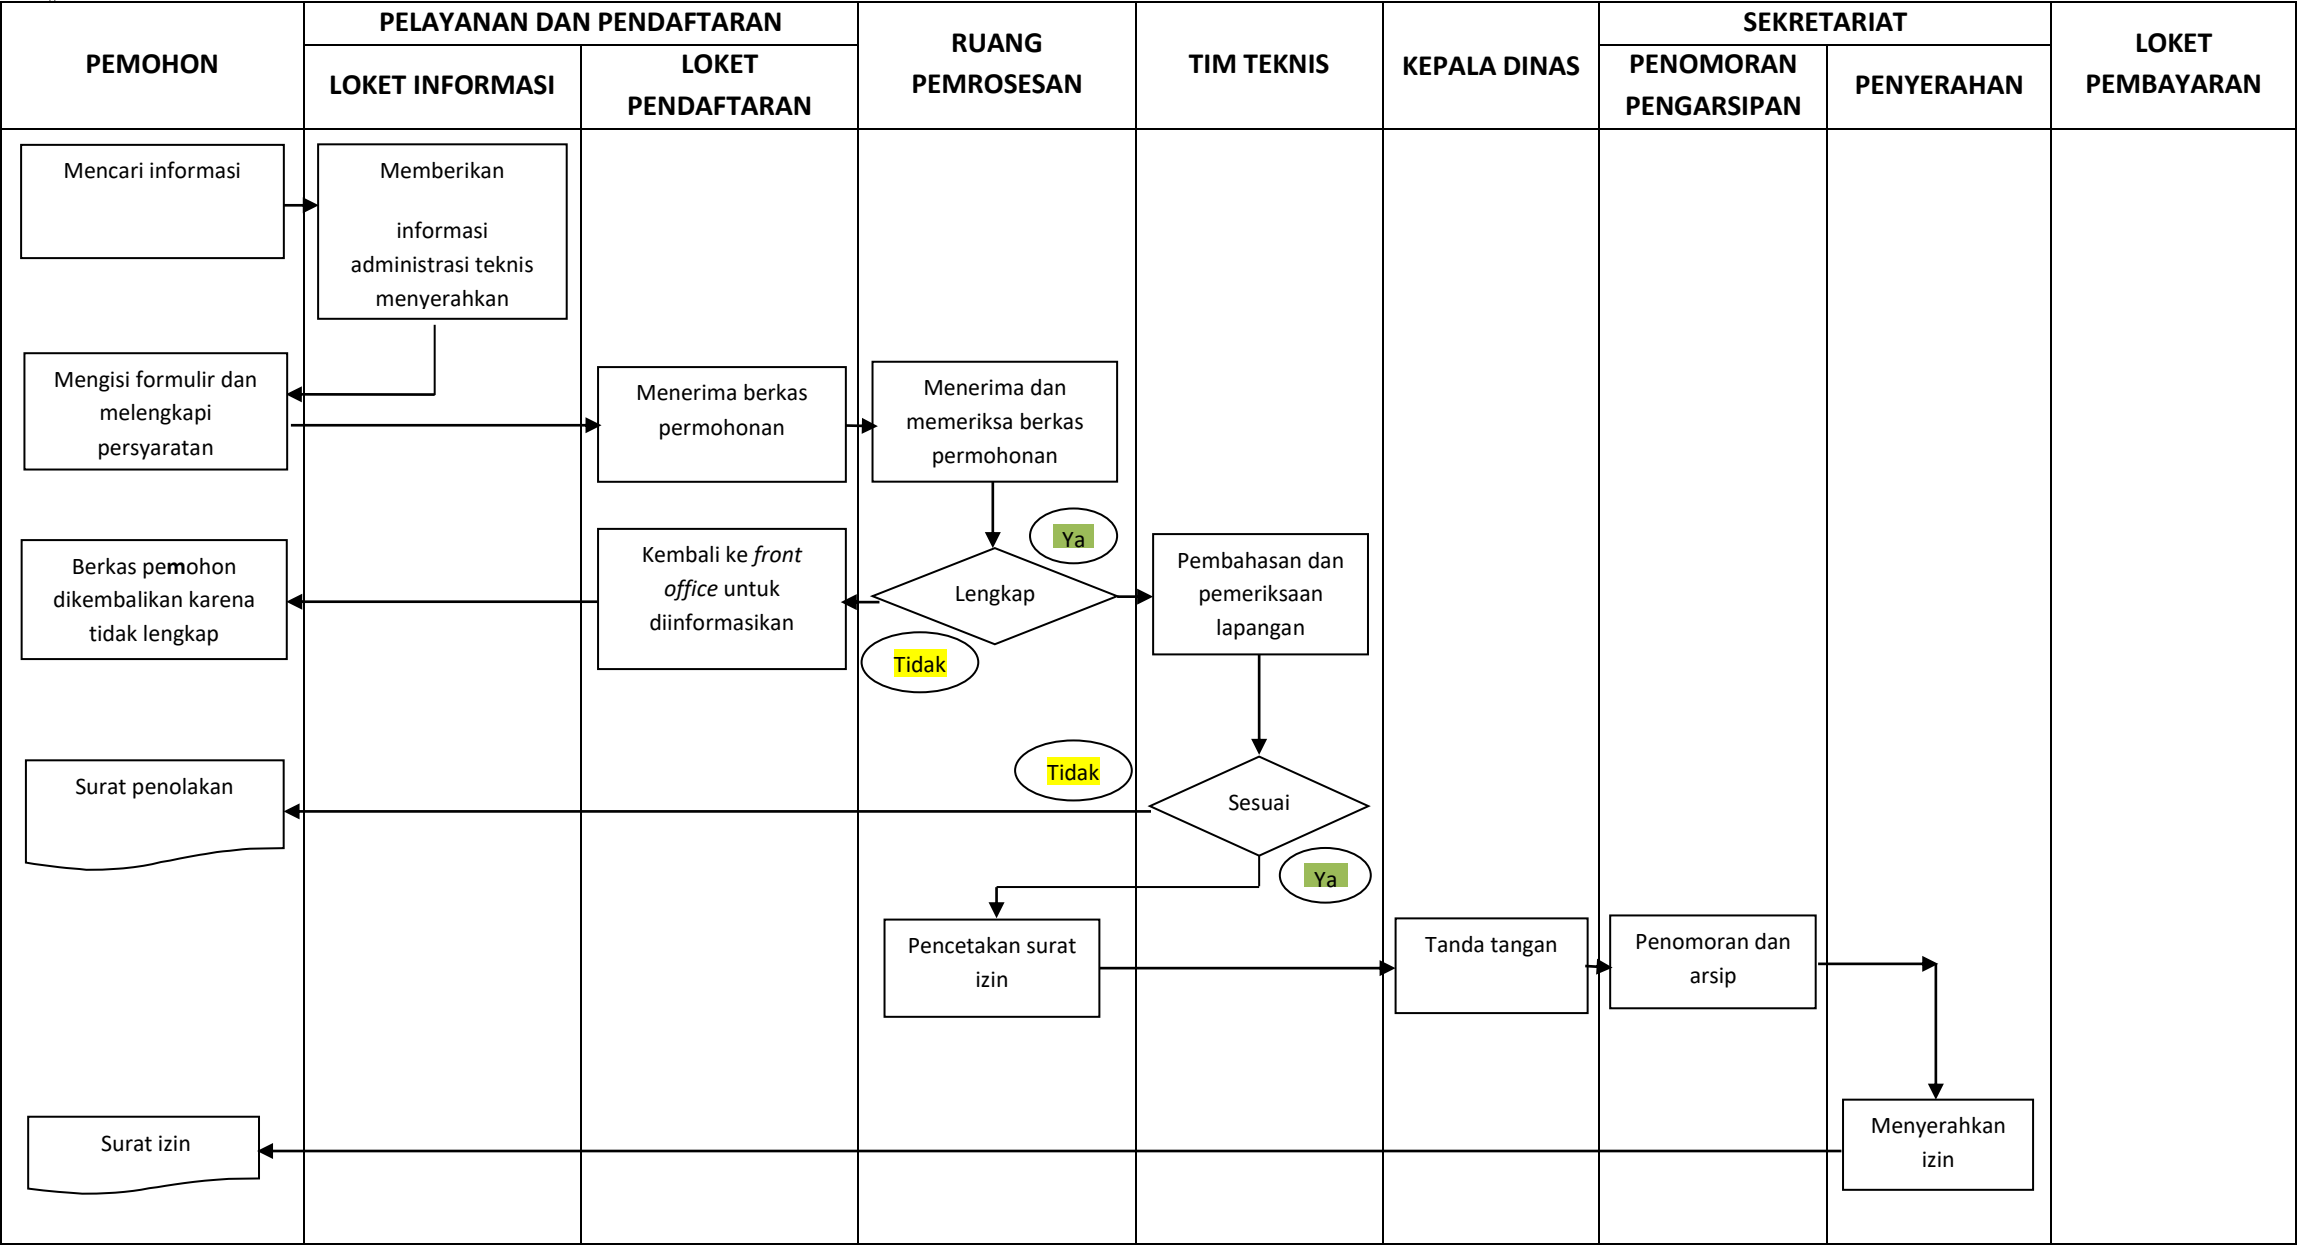 PEMOHON
PELAYANAN DAN PENDAFTARAN
LOKET INFORMASI
LOKET
PENDAFTARAN
RUANG
PEMROSESAN
TIM TEKNIS
KEPALA DINAS
SEKRETARIAT
PENOMORAN
PENGARSIPAN
PENYERAHAN
LOKET
PEMBAYARAN
Mencari informasi
Memberikan
informasi
administrasi teknis
menyerahkan
Mengisi formulir dan
melengkapi
persyaratan
Menerima berkas
permohonan
Menerima dan
memeriksa berkas
permohonan
Berkas pemohon
dikembalikan karena
tidak lengkap
Kembali ke front
office untuk
diinformasikan
Lengkap
Ya
Tidak
Pembahasan dan
pemeriksaan
lapangan
Surat penolakan
Tidak
Sesuai
Ya
Pencetakan surat
izin
Tanda tangan
Penomoran dan
arsip
Surat izin
Menyerahkan
izin